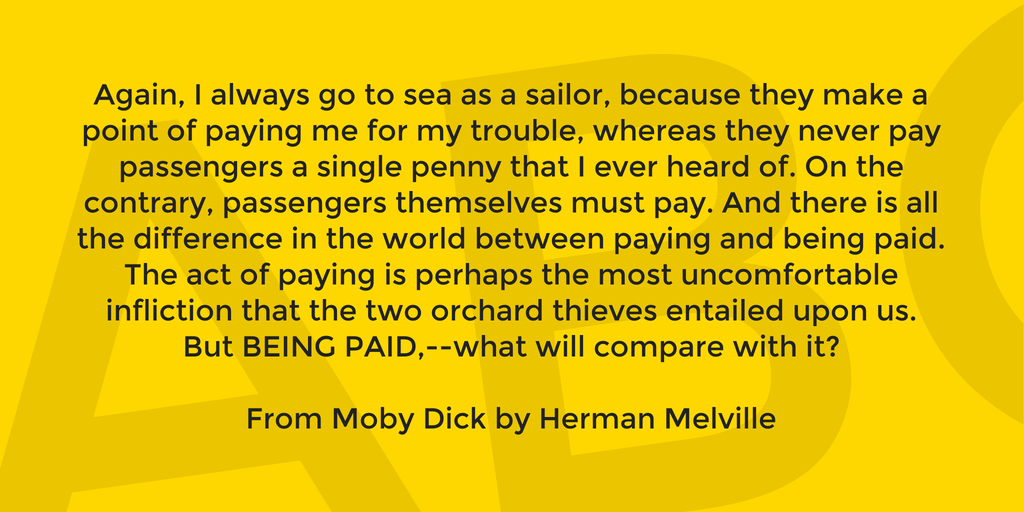 Again, I always go to sea as a sailor, because they make a
point of paying me for my trouble, whereas they never pay
passengers a single penny that I ever heard of. On the
contrary, passengers themselves must pay. And there is all
the difference in the world between paying and being paid.
The act of paying is perhaps the most uncomfortable
infliction that the two orchard thieves entailed upon us.
But BEING PAID,--what will compare with it?
From Moby Dick by Herman Melville
ABC